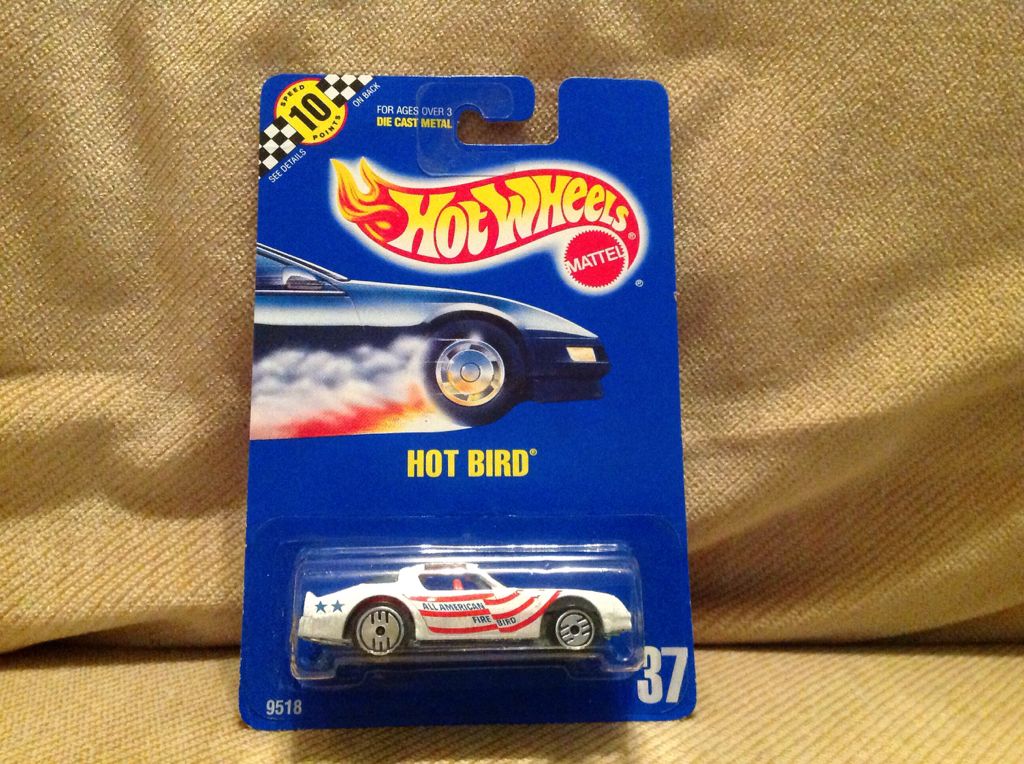 SPEED
10
POINTS
ON BACK
SEE DETAILS
FOR AGES OVER 3
DIE CAST METAL
HOT WHEELS®
MATTEL
®
HOT BIRD®
ALL AMERICAN
FIRE BIRD
37
9518